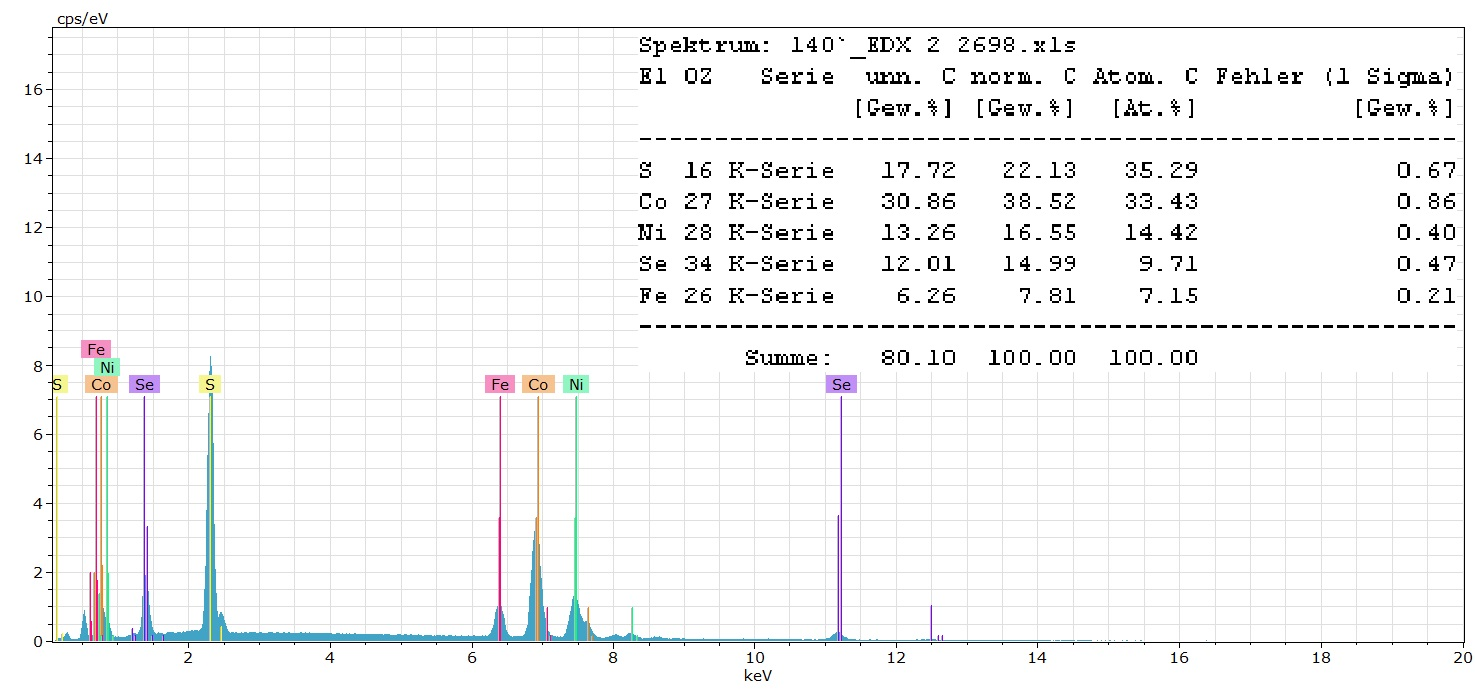 cps/eV
Spektrum: 140`_EDX 2 2698.xls
El OZ Serie unn. C norm. C Atom. C Fehler (1 Sigma)
[Gew.%] [Gew.%] [At.%] [Gew.%]
S 16 K-Serie 17.72 22.13 35.29 0.67
Co 27 K-Serie 30.86 38.52 33.43 0.86
Ni 28 K-Serie 13.26 16.55 14.42 0.40
Se 34 K-Serie 12.01 14.99 9.71 0.47
Fe 26 K-Serie 6.26 7.81 7.15 0.21
Summe: 80.10 100.00 100.00
16
14
12
10
8
6
4
2
0
Fe
Ni
S Co Se S Fe Co Ni Se
2 4 6 8 10 12 14 16 18 20
keV